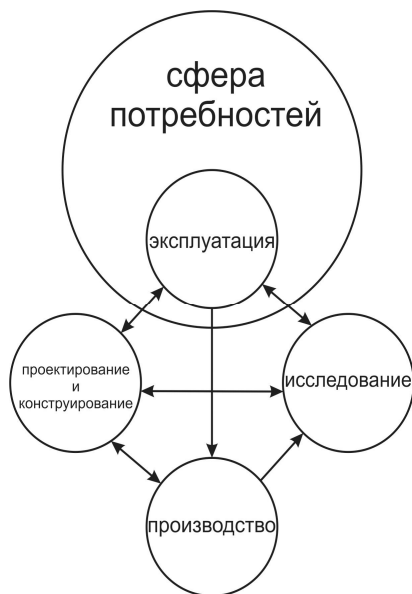 сфера
потребностей
эксплуатация
проектирование
и
конструирование
исследование
производство